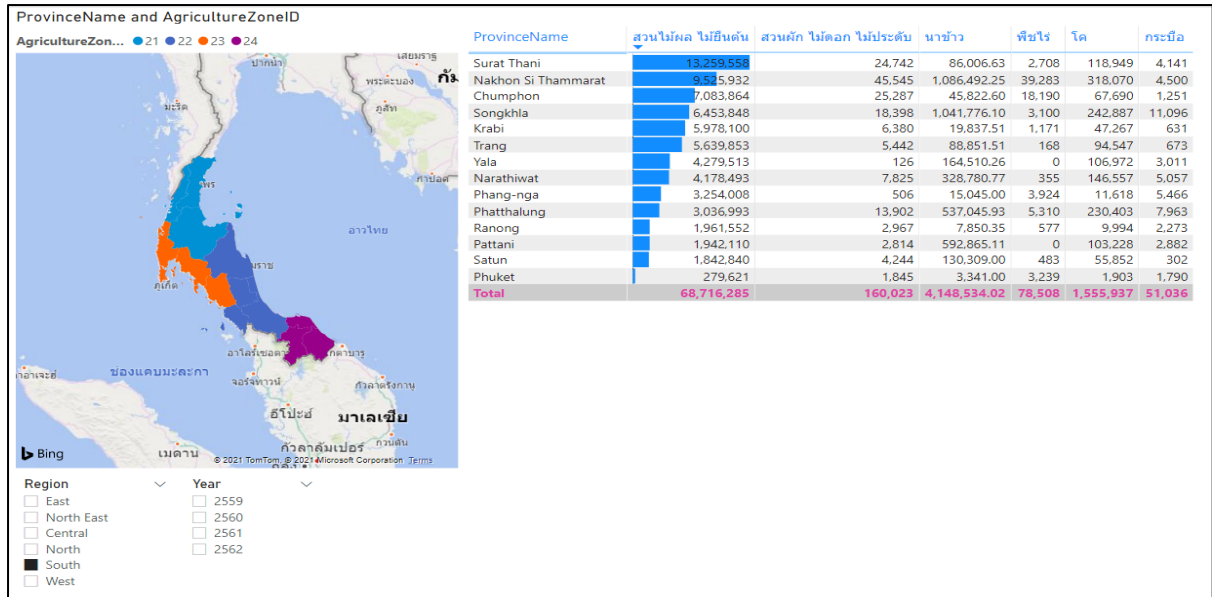 ProvinceName and AgricultureZoneID
AgricultureZon... 21 22 23 24
เสียมราฐ
ปากน้ำ
พระตะบอง
กัม
มะริด
ภูสัท
กำปอด
พร
อ่าวไทย
มราช
ภูเก็ต
อาโลร์เซอตา
กตาบารู
ช่องแคบมะละกา
จอร์จทาวน์
กัวลาตรังกานู
อีโปฮ์
มาเลเซีย
เมดาน
กัวลาลัมเปอร์
กวนตัน
Bing
© 2021 TomTom, © 2021 Microsoft Corporation Terms
ProvinceName สวนไม้ผล ไม้ยืนต้น สวนผัก ไม้ดอก ไม้ประดับ นาข้าว พืชไร่ โค กระบือ
Surat Thani 13,259,558 24,742 86,006.63 2,708 118,949 4,141
Nakhon Si Thammarat 9,525,932 45,545 1,086,492.25 39,283 318,070 4,500
Chumphon 7,083,864 25,287 45,822.60 18,190 67,690 1,251
Songkhla 6,453,848 18,398 1,041,776.10 3,100 242,887 11,096
Krabi 5,978,100 6,380 19,837.51 1,171 47,267 631
Trang 5,639,853 5,442 88,851.51 168 94,547 673
Yala 4,279,513 126 164,510.26 0 106,972 3,011
Narathiwat 4,178,493 7,825 328,780.77 355 146,557 5,057
Phang-nga 3,254,008 506 15,045.00 3,924 11,618 5,466
Phatthalung 3,036,993 13,902 537,045.93 5,310 230,403 7,963
Ranong 1,961,552 2,967 7,850.35 577 9,994 2,273
Pattani 1,942,110 2,814 592,865.11 0 103,228 2,882
Satun 1,842,840 4,244 130,309.00 483 55,852 302
Phuket 279,621 1,845 3,341.00 3,239 1,903 1,790
Total 68,716,285 160,023 4,148,534.02 78,508 1,555,937 51,036
Region
East
North East
Central
North
South
West
Year
2559
2560
2561
2562